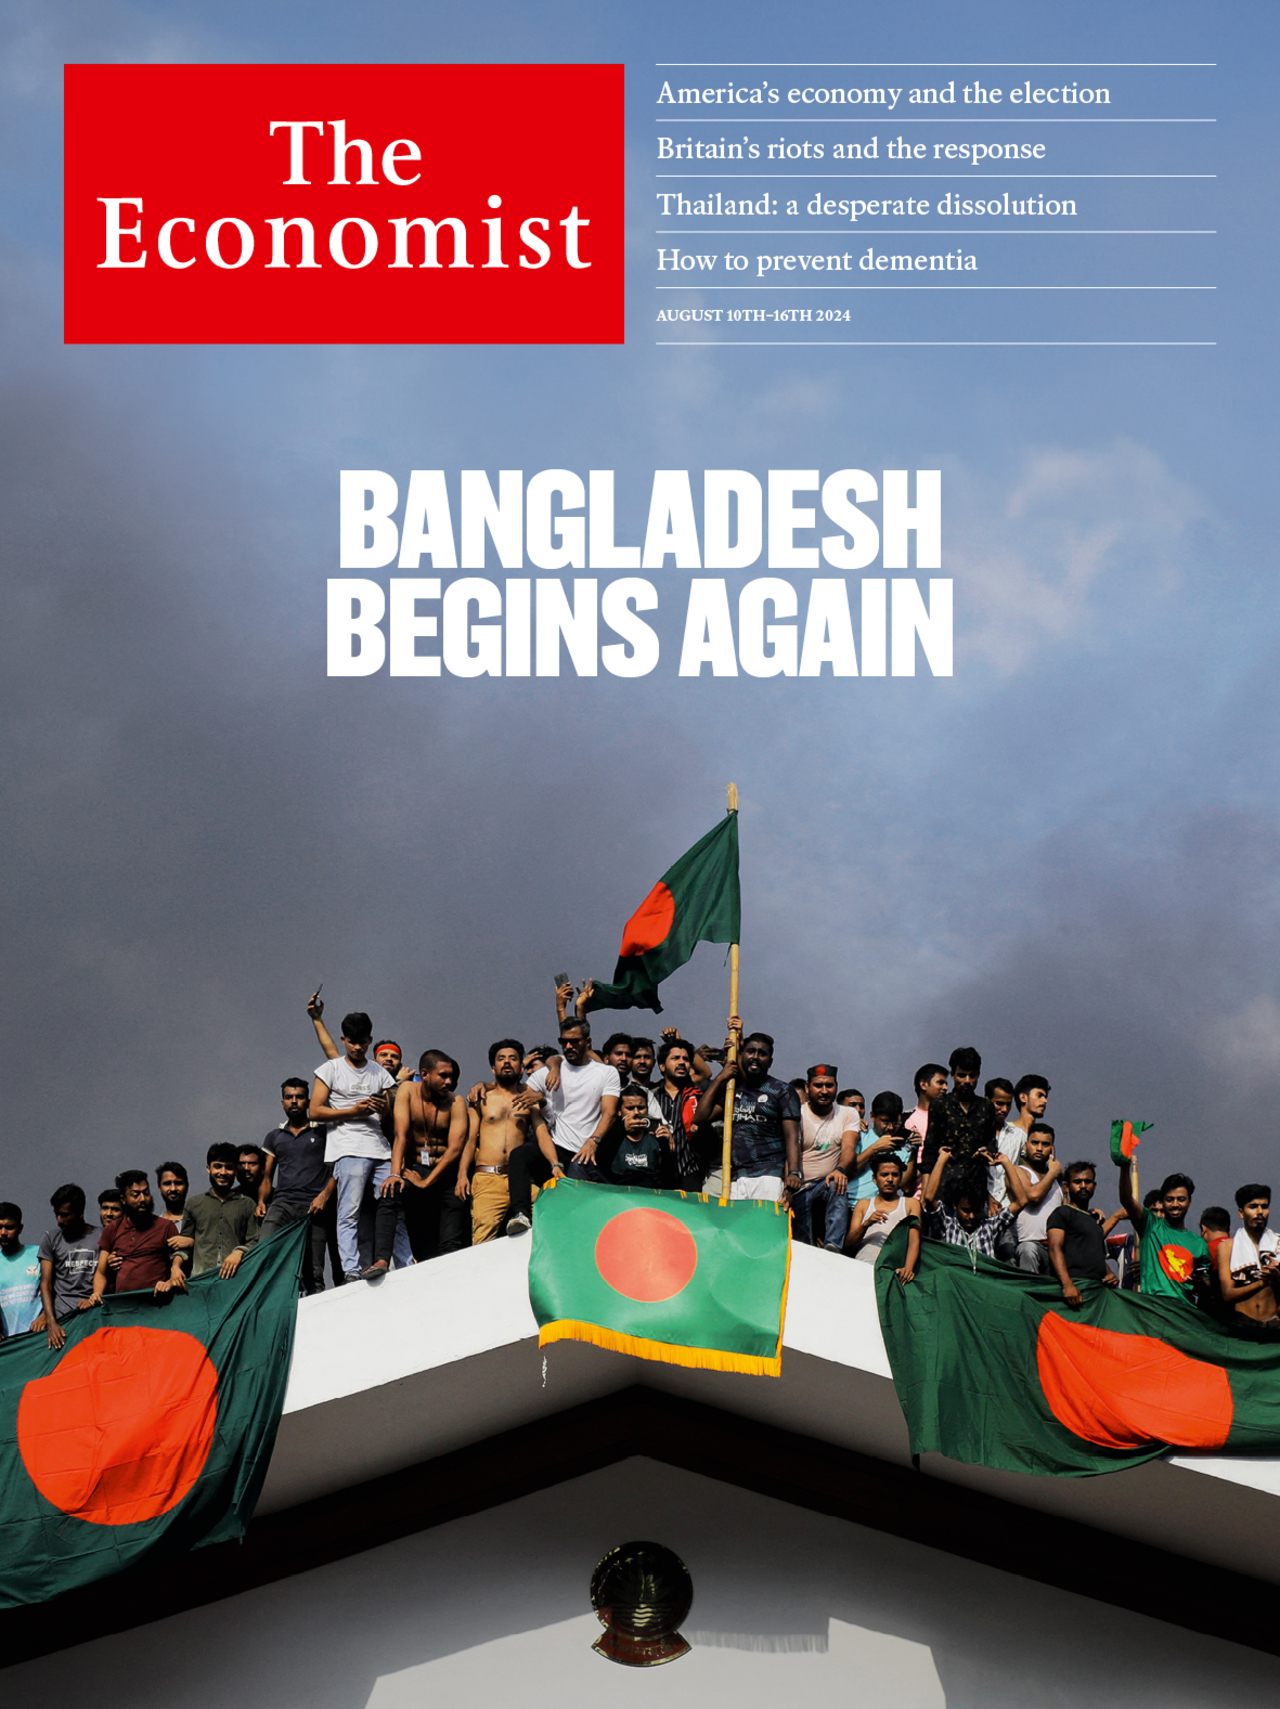 The
Economist
America's economy and the election
Britain's riots and the response
Thailand: a desperate dissolution
How to prevent dementia
AUGUST 10TH–16TH 2024
BANGLADESH
BEGINS AGAIN
RESPECT